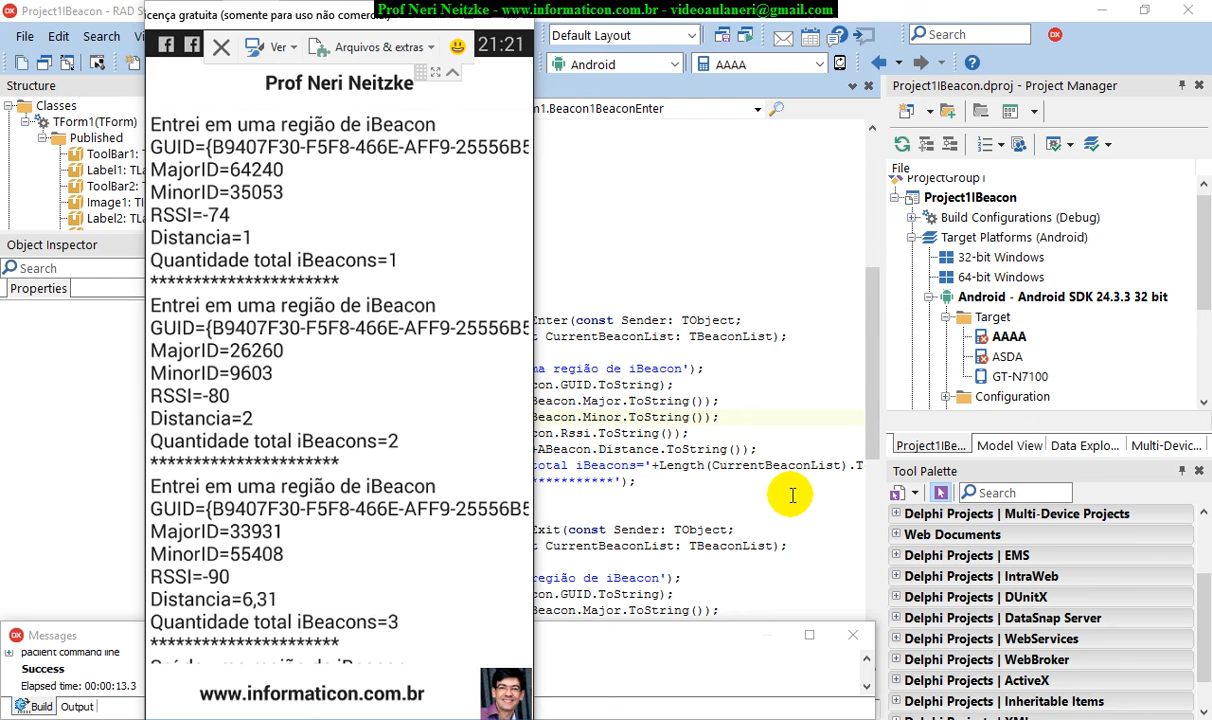 Prof Neri Neitzke - www.informaticon.com.br - videoaulaneri@gmail.com
Project1IBeacon - RAD S
icença gratuita (somente para uso não comercial
File Edit Search
Default Layout
Search
Ver
Arquivos & extras
21:21
Android
AAAA
Structure
Classes
TForm1(TForm)
Published
ToolBar1:
Label1: TLa
ToolBar2:
Image1: TI
Label2: TLa
Object Inspector
Search
Properties
Prof Neri Neitzke
Entrei em uma região de iBeacon
GUID={B9407F30-F5F8-466E-AFF9-25556B5
MajorID=64240
MinorID=35053
RSSI=-74
Distancia=1
Quantidade total iBeacons=1
*********************
Entrei em uma região de iBeacon
GUID={B9407F30-F5F8-466E-AFF9-25556B5
MajorID=26260
MinorID=9603
RSSI=-80
Distancia=2
Quantidade total iBeacons=2
*********************
Entrei em uma região de iBeacon
GUID={B9407F30-F5F8-466E-AFF9-25556B5
MajorID=33931
MinorID=55408
RSSI=-90
Distancia=6,31
Quantidade total iBeacons=3
*********************
www.informaticon.com.br
m1.Beacon1BeaconEnter
Enter(const Sender: TObject;
t CurrentBeaconList: TBeaconList);
ma região de iBeacon');
con.GUID.ToString);
Beacon.Major.ToString());
Beacon.Minor.ToString());
con.Rssi.ToString());
+ABeacon.Distance.ToString());
total iBeacons='+Length(CurrentBeaconList).T
***********');
Exit(const Sender: TObject;
t CurrentBeaconList: TBeaconList);
região de iBeacon');
con.GUID.ToString);
Beacon.Major.ToString());
Project1IBeacon.dproj - Project Manager
File
ProjectGroup1
Project1IBeacon
Build Configurations (Debug)
Target Platforms (Android)
32-bit Windows
64-bit Windows
Android - Android SDK 24.3.3 32 bit
Target
AAAA
ASDA
GT-N7100
Configuration
Project1IBe... Model View Data Explo... Multi-Devic...
Tool Palette
Search
Delphi Projects | Multi-Device Projects
Web Documents
Delphi Projects | EMS
Delphi Projects | IntraWeb
Delphi Projects | DUnitX
Delphi Projects | DataSnap Server
Delphi Projects | WebServices
Delphi Projects | WebBroker
Delphi Projects | ActiveX
Delphi Projects | Inheritable Items
Messages
paclient command line
Success
Elapsed time: 00:00:13.3
Build Output